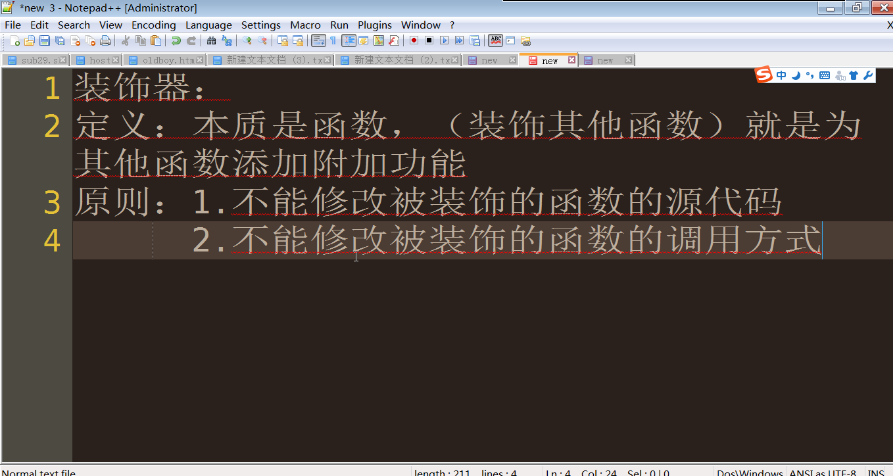 *new 3 - Notepad++ [Administrator]
File Edit Search View Encoding Language Settings Macro Run Plugins Window ?
X
host oldboy.htm 新建文本文档 (3).tx 新建文本文档 (2).tx new new new
中
1 装饰器：
2 定义：本质是函数，（装饰其他函数）就是为
其他函数添加附加功能
3 原则：1.不能修改被装饰的函数的源代码
4 2.不能修改被装饰的函数的调用方式
Normal text file length : 211 lines : 4 Ln : 4 Col : 24 Sel : 0 | 0 Dos\Windows ANSI as UTF-8 INS